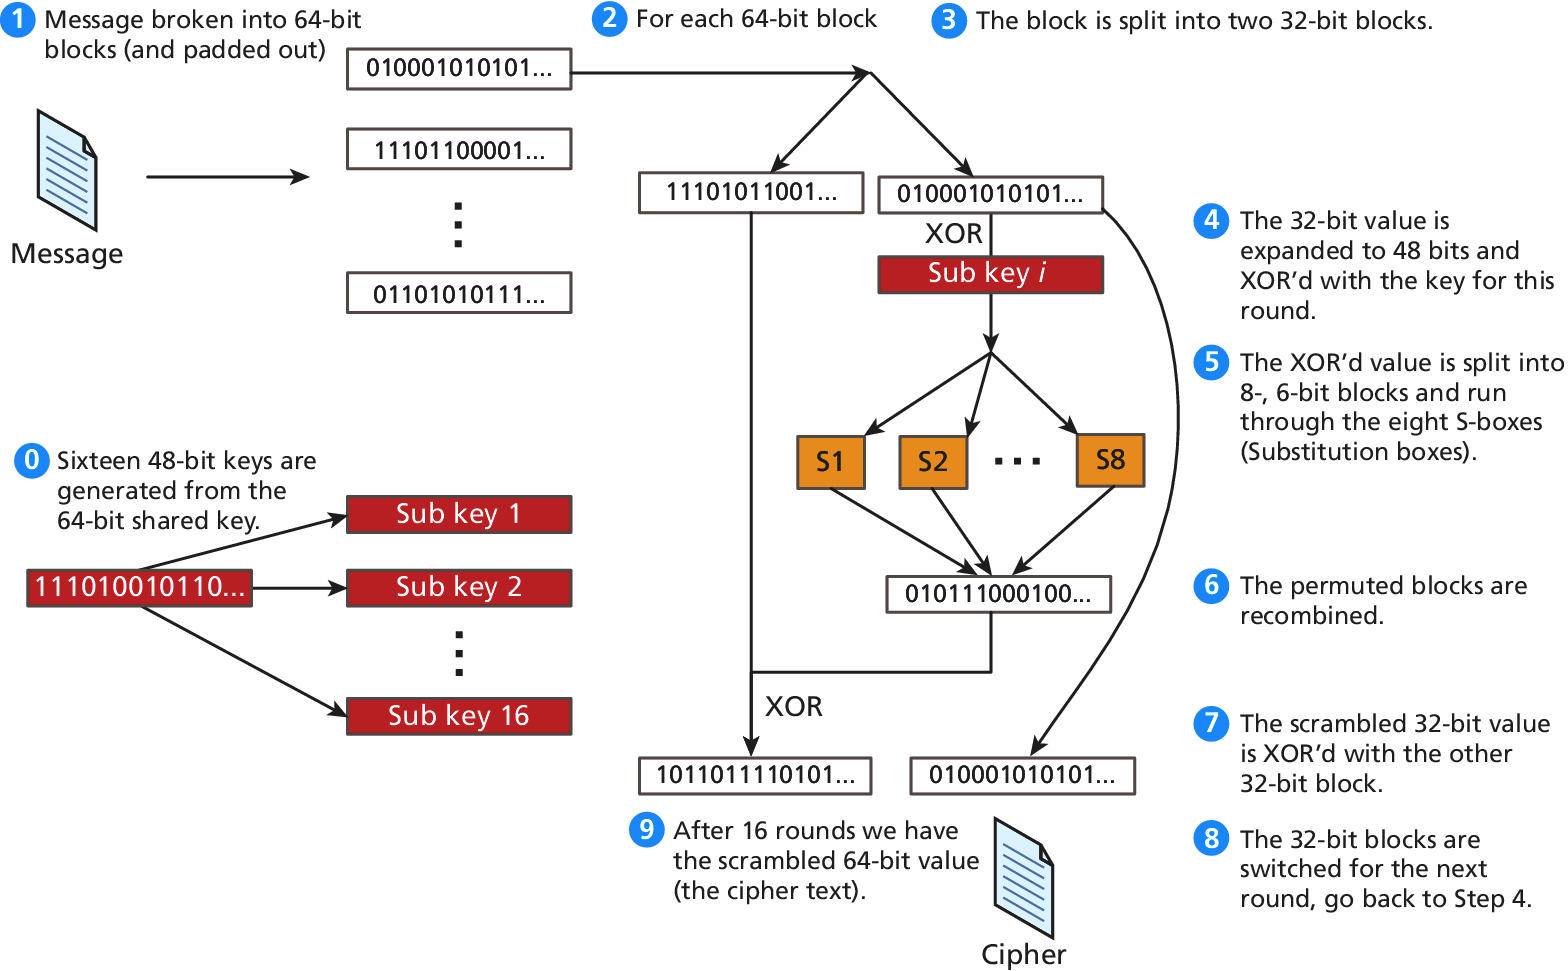 1 Message broken into 64-bit
blocks (and padded out)
010001010101...
11101100001...
01101010111...
Message
2 For each 64-bit block
3 The block is split into two 32-bit blocks.
11101011001...
010001010101...
XOR
Sub key i
4 The 32-bit value is
expanded to 48 bits and
XOR’d with the key for this
round.
5 The XOR’d value is split into
8-, 6-bit blocks and run
through the eight S-boxes
(Substitution boxes).
S1
S2
S8
0 Sixteen 48-bit keys are
generated from the
64-bit shared key.
111010010110...
Sub key 1
Sub key 2
Sub key 16
010111000100...
6 The permuted blocks are
recombined.
XOR
7 The scrambled 32-bit value
is XOR’d with the other
32-bit block.
1011011110101...
010001010101...
8 The 32-bit blocks are
switched for the next
round, go back to Step 4.
9 After 16 rounds we have
the scrambled 64-bit value
(the cipher text).
Cipher